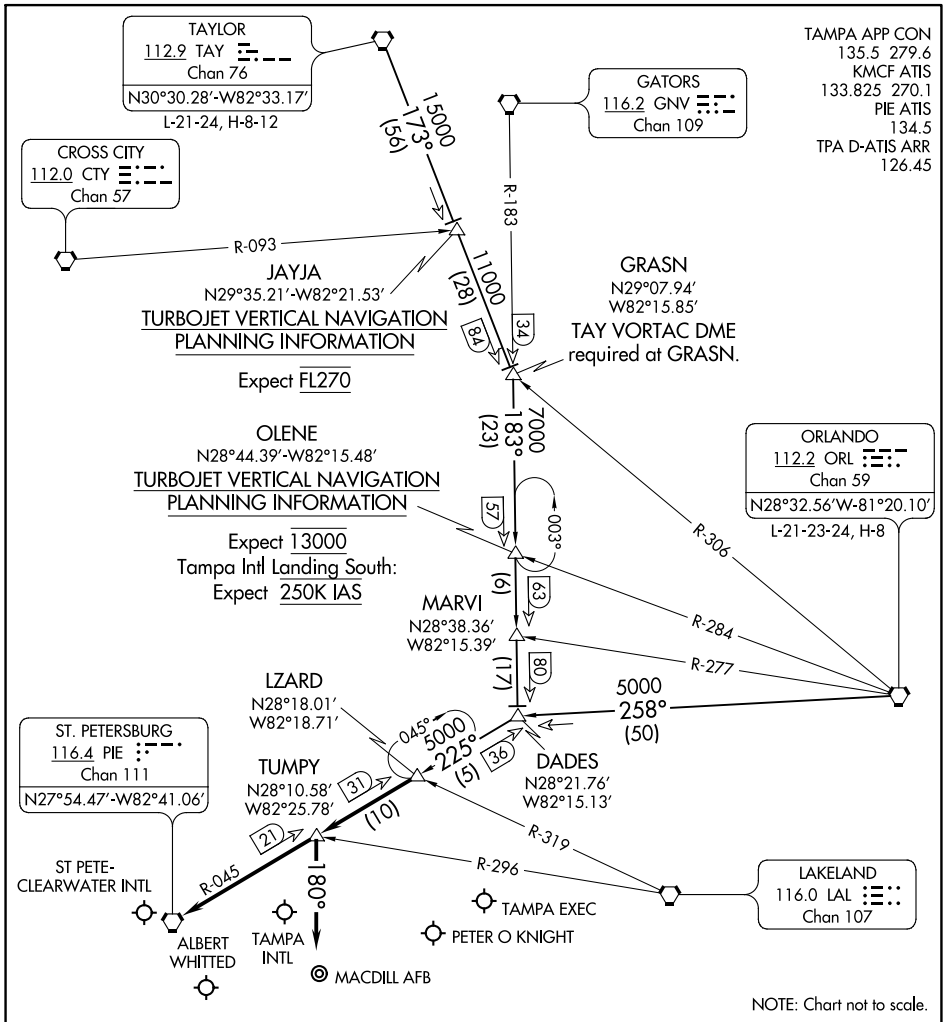 TAYLOR
112.9 TAY
Chan 76
N30°30.28′-W82°33.17′
L-21-24, H-8-12
TAMPA APP CON
135.5 279.6
KMCF ATIS
133.825 270.1
PIE ATIS
134.5
TPA D-ATIS ARR
126.45
GATORS
116.2 GNV
Chan 109
CROSS CITY
112.0 CTY
Chan 57
15000
173°
(56)
R-183
R-093
JAYJA
N29°35.21′-W82°21.53′
TURBOJET VERTICAL NAVIGATION
PLANNING INFORMATION
Expect FL270
11000
(28)
84
34
GRASN
N29°07.94′
W82°15.85′
TAY VORTAC DME
required at GRASN.
7000
183°
(23)
OLENE
N28°44.39′-W82°15.48′
TURBOJET VERTICAL NAVIGATION
PLANNING INFORMATION
Expect 13000
Tampa Intl Landing South:
Expect 250K IAS
57
003°
ORLANDO
112.2 ORL
Chan 59
N28°32.56′W-81°20.10′
L-21-23-24, H-8
R-306
R-284
R-277
(6)
63
MARVI
N28°38.36′
W82°15.39′
(17)
80
5000
258°
(50)
LZARD
N28°18.01′
W82°18.71′
045°
5000
225°
(5)
36
DADES
N28°21.76′
W82°15.13′
ST. PETERSBURG
116.4 PIE
Chan 111
N27°54.47′-W82°41.06′
TUMPY
N28°10.58′
W82°25.78′
31
(10)
21
R-045
R-319
R-296
180°
LAKELAND
116.0 LAL
Chan 107
ST PETE-
CLEARWATER INTL
ALBERT
WHITTED
TAMPA
INTL
TAMPA EXEC
PETER O KNIGHT
MACDILL AFB
NOTE: Chart not to scale.